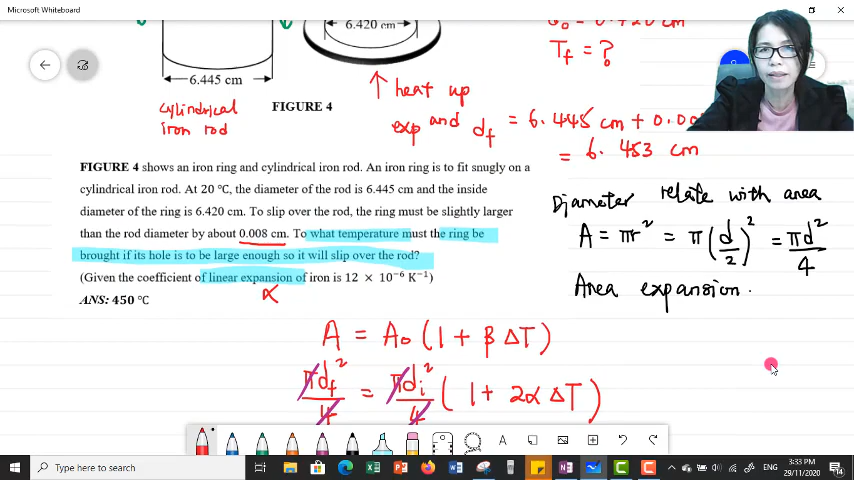 Microsoft Whiteboard
6.420 cm
6.445 cm
FIGURE 4
cylindrical
iron rod
heat up
exp and df = 6.445 cm + 0.00
= 6.453 cm
Tf = ?
FIGURE 4 shows an iron ring and cylindrical iron rod. An iron ring is to fit snugly on a
cylindrical iron rod. At 20 °C, the diameter of the rod is 6.445 cm and the inside
diameter of the ring is 6.420 cm. To slip over the rod, the ring must be slightly larger
than the rod diameter by about 0.008 cm. To what temperature must the ring be
brought if its hole is to be large enough so it will slip over the rod?
(Given the coefficient of linear expansion of iron is 12 × 10⁻⁶ K⁻¹)
α
ANS: 450 °C
Diameter relate with area
A = πr² = π(d/2)² = πd²/4
Area expansion.
A = A₀ (1 + β ΔT)
πdf²/4 = πdi²/4 (1 + 2α ΔT)
Type here to search
ENG
3:33 PM
29/11/2020
14